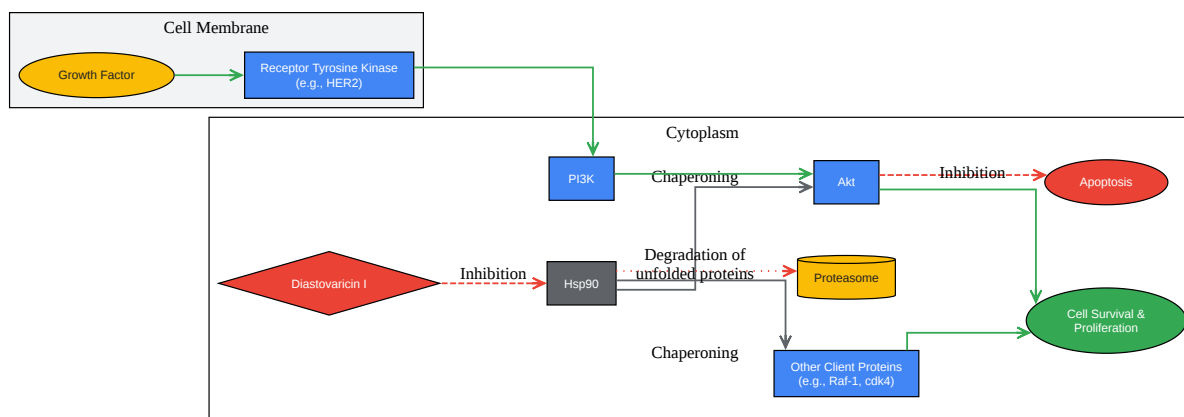 Cell Membrane
Growth Factor
Receptor Tyrosine Kinase
(e.g., HER2)
Cytoplasm
PI3K
Chaperoning
Akt
Inhibition
Apoptosis
Diastovaricin I
Inhibition
Hsp90
Degradation of
unfolded proteins
Proteasome
Cell Survival &
Proliferation
Chaperoning
Other Client Proteins
(e.g., Raf-1, cdk4)